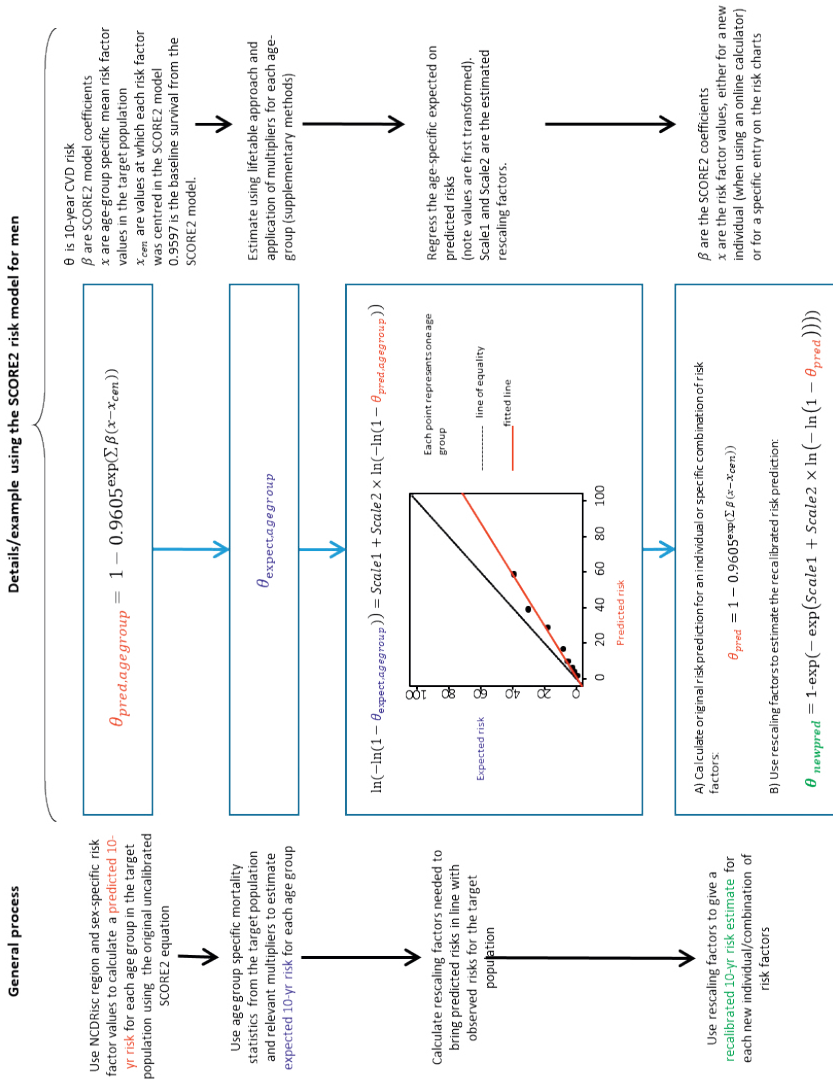 General process
Details/example using the SCORE2 risk model for men
Use NCDRisc region and sex-specific risk
factor values to calculate a predicted 10-
yr risk for each age group in the target
population using the original uncalibrated
SCORE2 equation
θpred.agegroup = 1 − 0.9605^exp(∑ β(x−xcen))
θ is 10-year CVD risk
β are SCORE2 model coefficients
x are age-group specific mean risk factor
values in the target population
xcen are values at which each risk factor
was centred in the SCORE2 model
0.9597 is the baseline survival from the
SCORE2 model.
Use age group specific mortality
statistics from the target population
and relevant multipliers to estimate
expected 10-yr risk for each age group
θexpect.agegroup
Estimate using lifetable approach and
application of multipliers for each age-
group (supplementary methods)
Calculate rescaling factors needed to
bring predicted risks in line with
observed risks for the target
population
ln(−ln(1 − θexpect.agegroup)) = Scale1 + Scale2 × ln(−ln(1− θpred.agegroup))
Expected risk
100
80
60
40
20
0
0 20 40 60 80 100
Predicted risk
Each point represents one age
group
line of equality
fitted line
Regress the age-specific expected on
predicted risks
(note values are first transformed).
Scale1 and Scale2 are the estimated
rescaling factors.
Use rescaling factors to give a
recalibrated 10-yr risk estimate for
each new individual/combination of
risk factors
A) Calculate original risk prediction for an individual or specific combination of risk
factors:
θpred = 1 − 0.9605^exp(∑ β(x−xcen))
B) Use rescaling factors to estimate the recalibrated risk prediction:
θ newpred = 1-exp(− exp(Scale1 + Scale2 × ln(− ln(1 − θpred))))
β are the SCORE2 coefficients
x are the risk factor values, either for a new
individual (when using an online calculator)
or for a specific entry on the risk charts